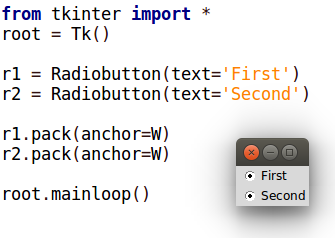 from tkinter import *
root = Tk()
r1 = Radiobutton(text='First')
r2 = Radiobutton(text='Second')
r1.pack(anchor=W)
r2.pack(anchor=W)
root.mainloop()
First
Second